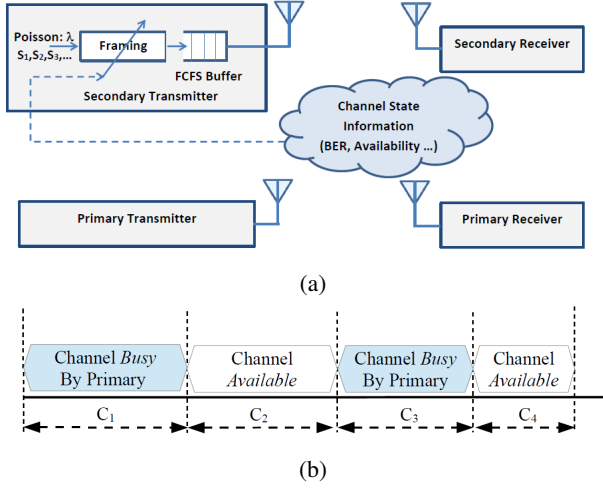 Poisson: λ
S₁,S₂,S₃,...
Framing
FCFS Buffer
Secondary Transmitter
Secondary Receiver
Channel State
Information
(BER, Availability ...)
Primary Transmitter
Primary Receiver
(a)
Channel Busy
By Primary
Channel
Available
Channel Busy
By Primary
Channel
Available
C₁
C₂
C₃
C₄
(b)